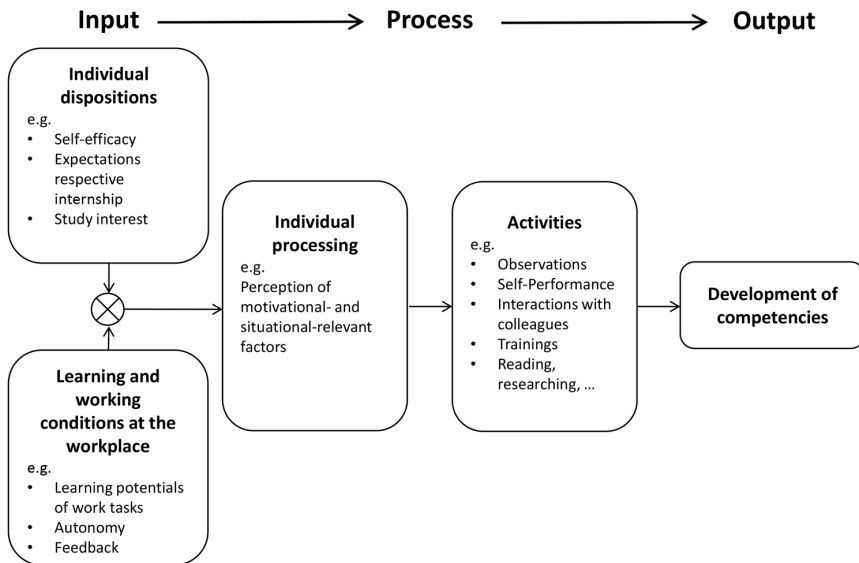 Input
Process
Output
Individual
dispositions
e.g.
• Self-efficacy
• Expectations
respective
internship
• Study interest
Learning and
working
conditions at the
workplace
e.g.
• Learning potentials
of work tasks
• Autonomy
• Feedback
Individual
processing
e.g.
Perception of
motivational- and
situational-relevant
factors
Activities
e.g.
• Observations
• Self-Performance
• Interactions with
colleagues
• Trainings
• Reading,
researching, ...
Development of
competencies